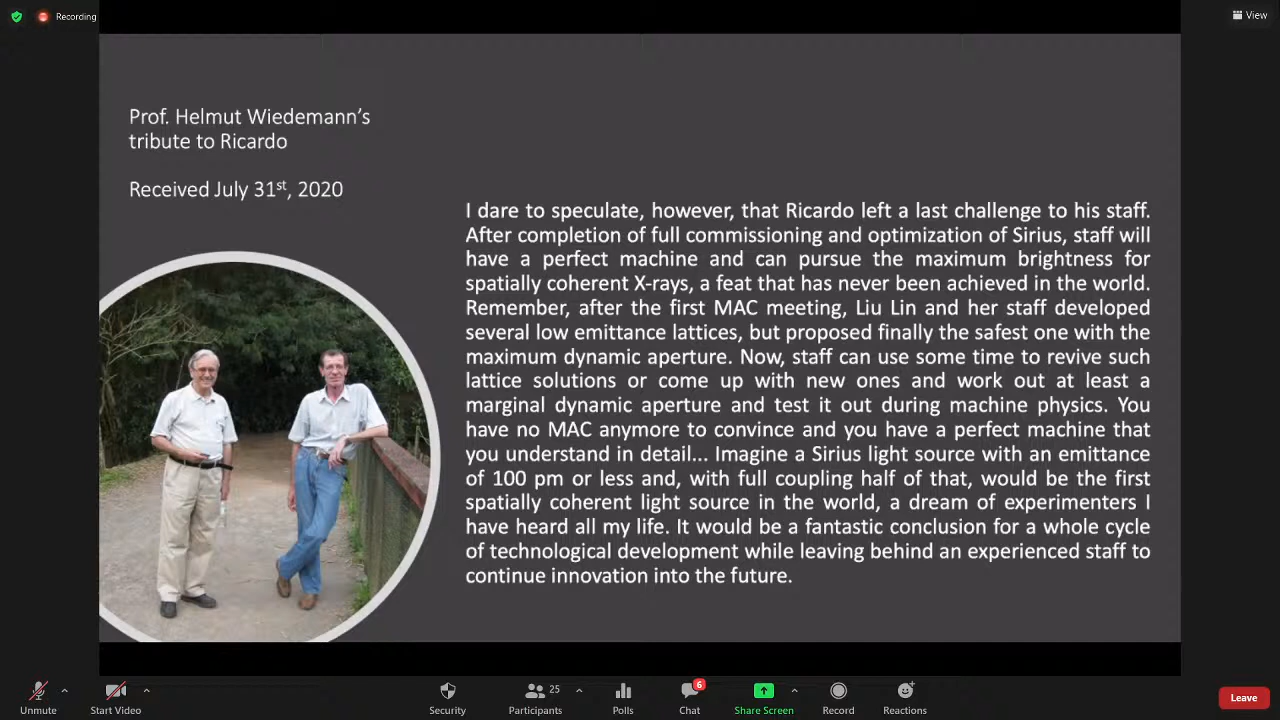 Recording
View
Prof. Helmut Wiedemann's
tribute to Ricardo
Received July 31st, 2020
I dare to speculate, however, that Ricardo left a last challenge to his staff.
After completion of full commissioning and optimization of Sirius, staff will
have a perfect machine and can pursue the maximum brightness for
spatially coherent X-rays, a feat that has never been achieved in the world.
Remember, after the first MAC meeting, Liu Lin and her staff developed
several low emittance lattices, but proposed finally the safest one with the
maximum dynamic aperture. Now, staff can use some time to revive such
lattice solutions or come up with new ones and work out at least a
marginal dynamic aperture and test it out during machine physics. You
have no MAC anymore to convince and you have a perfect machine that
you understand in detail... Imagine a Sirius light source with an emittance
of 100 pm or less and, with full coupling half of that, would be the first
spatially coherent light source in the world, a dream of experimenters I
have heard all my life. It would be a fantastic conclusion for a whole cycle
of technological development while leaving behind an experienced staff to
continue innovation into the future.
Unmute
Start Video
Security
25
Participants
Polls
6
Chat
Share Screen
Record
Reactions
Leave